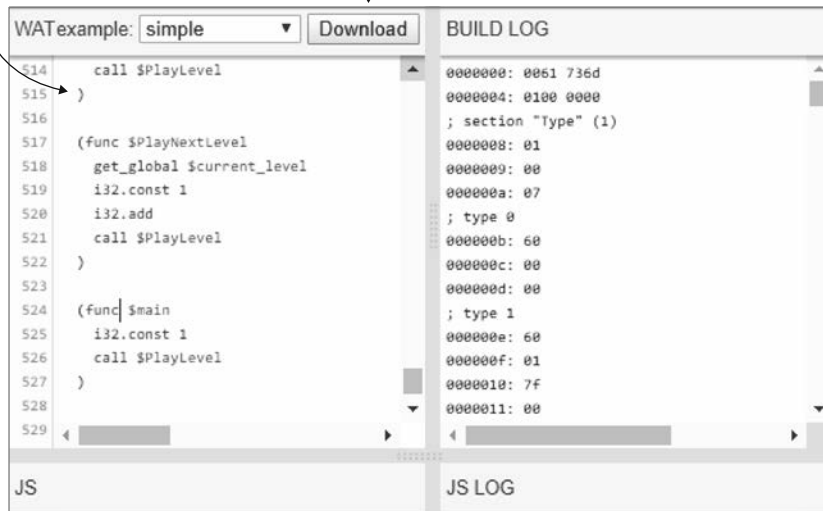 WAT example: simple Download
514 call $PlayLevel
515 )
516
517 (func $PlayNextLevel
518 get_global $current_level
519 i32.const 1
520 i32.add
521 call $PlayLevel
522 )
523
524 (func $main
525 i32.const 1
526 call $PlayLevel
527 )
528
529
BUILD LOG
0000000: 0061 736d
0000004: 0100 0000
; section "Type" (1)
0000008: 01
0000009: 00
000000a: 07
; type 0
000000b: 60
000000c: 00
000000d: 00
; type 1
000000e: 60
000000f: 01
0000010: 7f
0000011: 00
JS
JS LOG